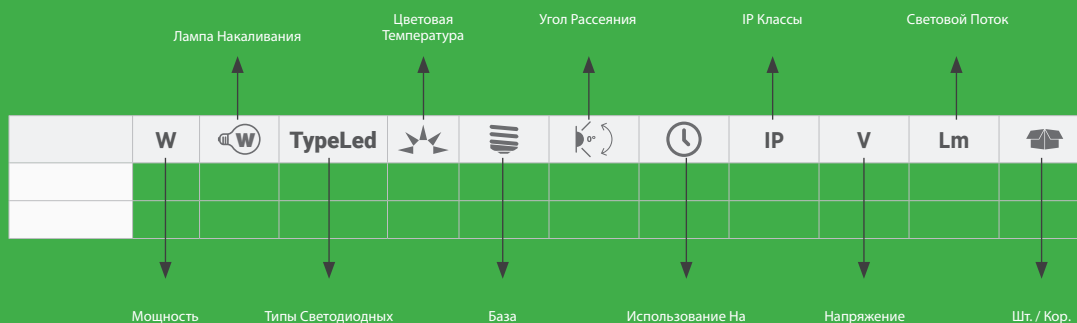 Лампа Накаливания
Цветовая
Температура
Угол Рассеяния
IP Классы
Световой Поток
W W TypeLed 0° IP V Lm
Мощность
Типы Светодиодных
База
Использование На
Напряжение
Шт. / Кор.